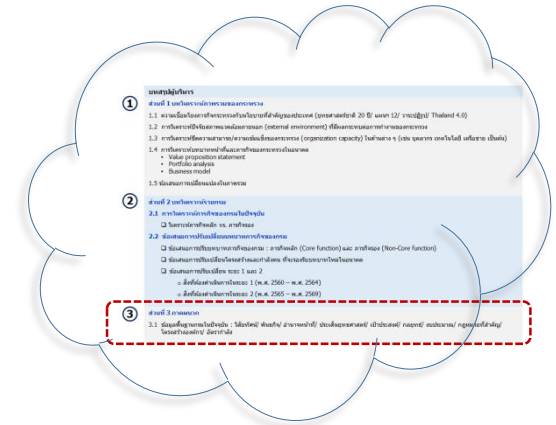 บทสรุปผู้บริหาร
1
ส่วนที่ 1 บทวิเคราะห์ภาพรวมของกระทรวง
1.1 ความเชื่อมโยงภารกิจกระทรวงกับนโยบายที่สำคัญของประเทศ (ยุทธศาสตร์ชาติ 20 ปี/ แผนฯ 12/ วาระปฏิรูป/ Thailand 4.0)
1.2 การวิเคราะห์ปัจจัยสภาพแวดล้อมภายนอก (external environment) ที่มีผลกระทบต่อการทำงานของกระทรวง
1.3 การวิเคราะห์ขีดความสามารถ/ความเข้มแข็งของกระทรวง (organization capacity) ในด้านต่าง ๆ (เช่น บุคลากร เทคโนโลยี เครือข่าย เป็นต้น)
1.4 การวิเคราะห์บทบาทหน้าที่และภารกิจของกระทรวงในอนาคต
• Value proposition statement
• Portfolio analysis
• Business model
1.5 ข้อเสนอการเปลี่ยนแปลงในภาพรวม
2
ส่วนที่ 2 บทวิเคราะห์รายกรม
2.1 การวิเคราะห์ภารกิจของกรมในปัจจุบัน
❑ วิเคราะห์ภารกิจหลัก vs. ภารกิจรอง
2.2 ข้อเสนอการปรับเปลี่ยนบทบาทภารกิจของกรม
❑ ข้อเสนอการปรับบทบาทภารกิจของกรม : ภารกิจหลัก (Core function) และ ภารกิจรอง (Non-Core function)
❑ ข้อเสนอการปรับเปลี่ยนโครงสร้างและกำลังคน ที่จะรองรับบทบาทใหม่ในอนาคต
❑ ข้อเสนอการปรับเปลี่ยน ระยะ 1 และ 2
o สิ่งที่ต้องดำเนินการในระยะ 1 (พ.ศ. 2560 – พ.ศ. 2564)
o สิ่งที่ต้องดำเนินการในระยะ 2 (พ.ศ. 2565 – พ.ศ. 2569)
3
ส่วนที่ 3 ภาคผนวก
3.1 ข้อมูลพื้นฐานกรมในปัจจุบัน : วิสัยทัศน์/ พันธกิจ/ อำนาจหน้าที่/ ประเด็นยุทธศาสตร์/ เป้าประสงค์/ กลยุทธ์/ งบประมาณ/ กฎหมายที่สำคัญ/
โครงสร้างองค์กร/ อัตรากำลัง